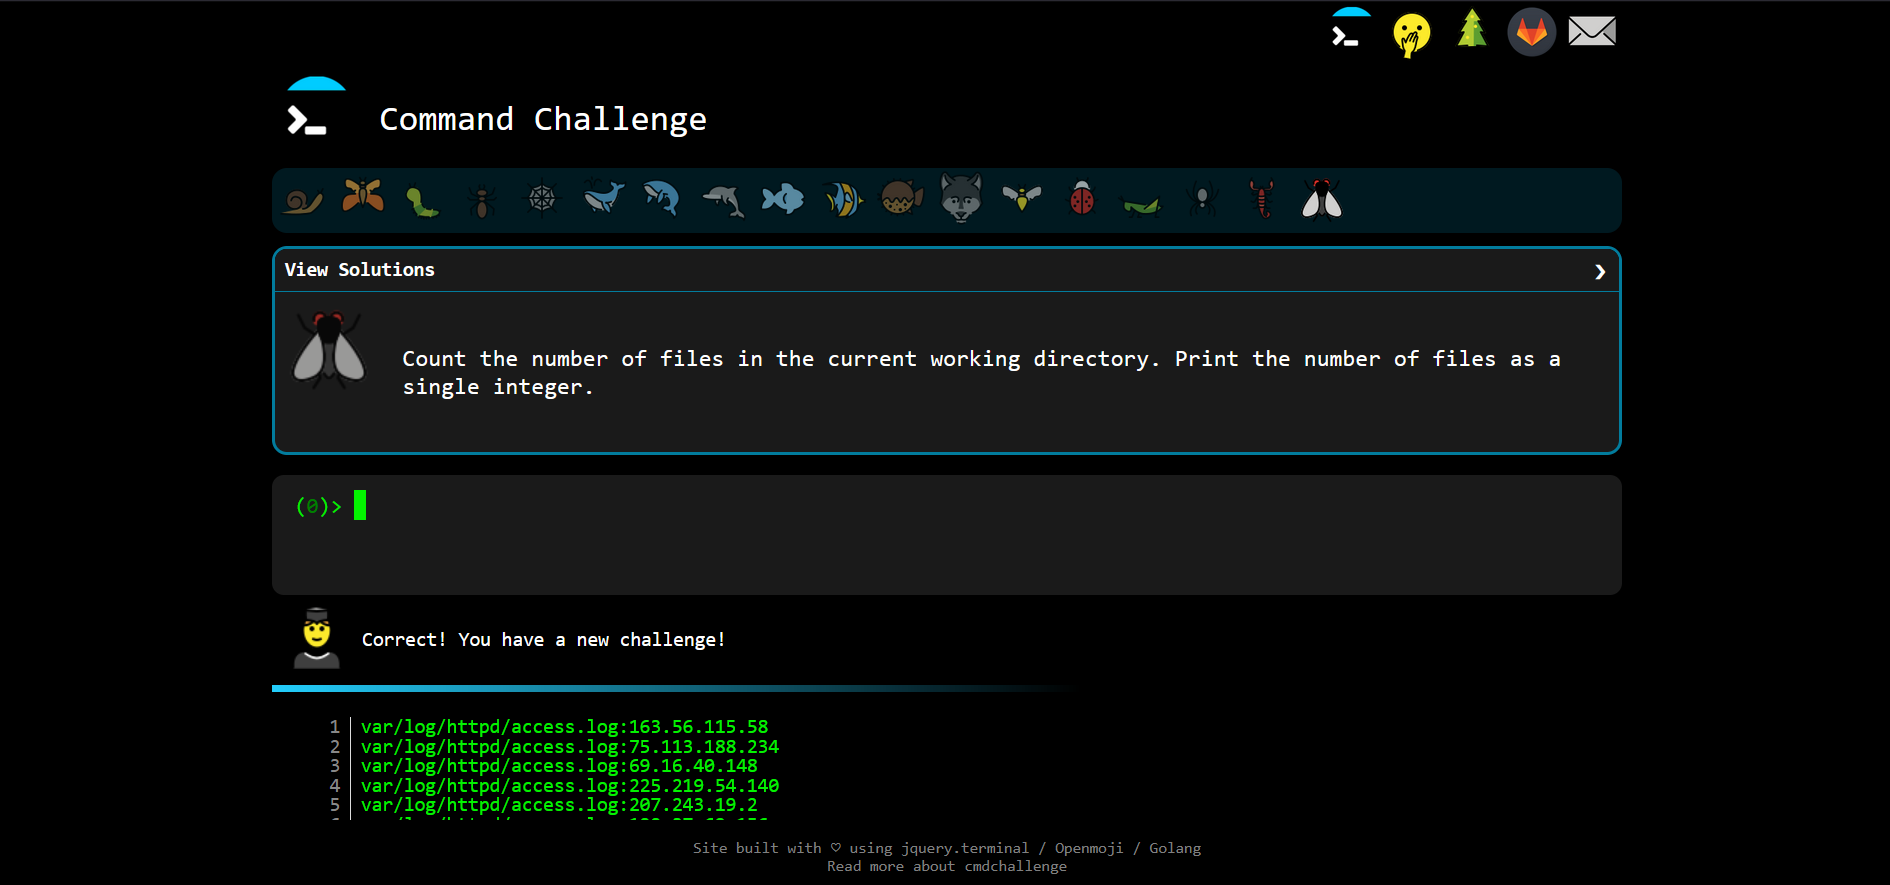 Command Challenge
View Solutions
Count the number of files in the current working directory. Print the number of files as a
single integer.
(0)>
Correct! You have a new challenge!
1 var/log/httpd/access.log:163.56.115.58
2 var/log/httpd/access.log:75.113.188.234
3 var/log/httpd/access.log:69.16.40.148
4 var/log/httpd/access.log:225.219.54.140
5 var/log/httpd/access.log:207.243.19.2
Site built with ♡ using jquery.terminal / Openmoji / Golang
Read more about cmdchallenge